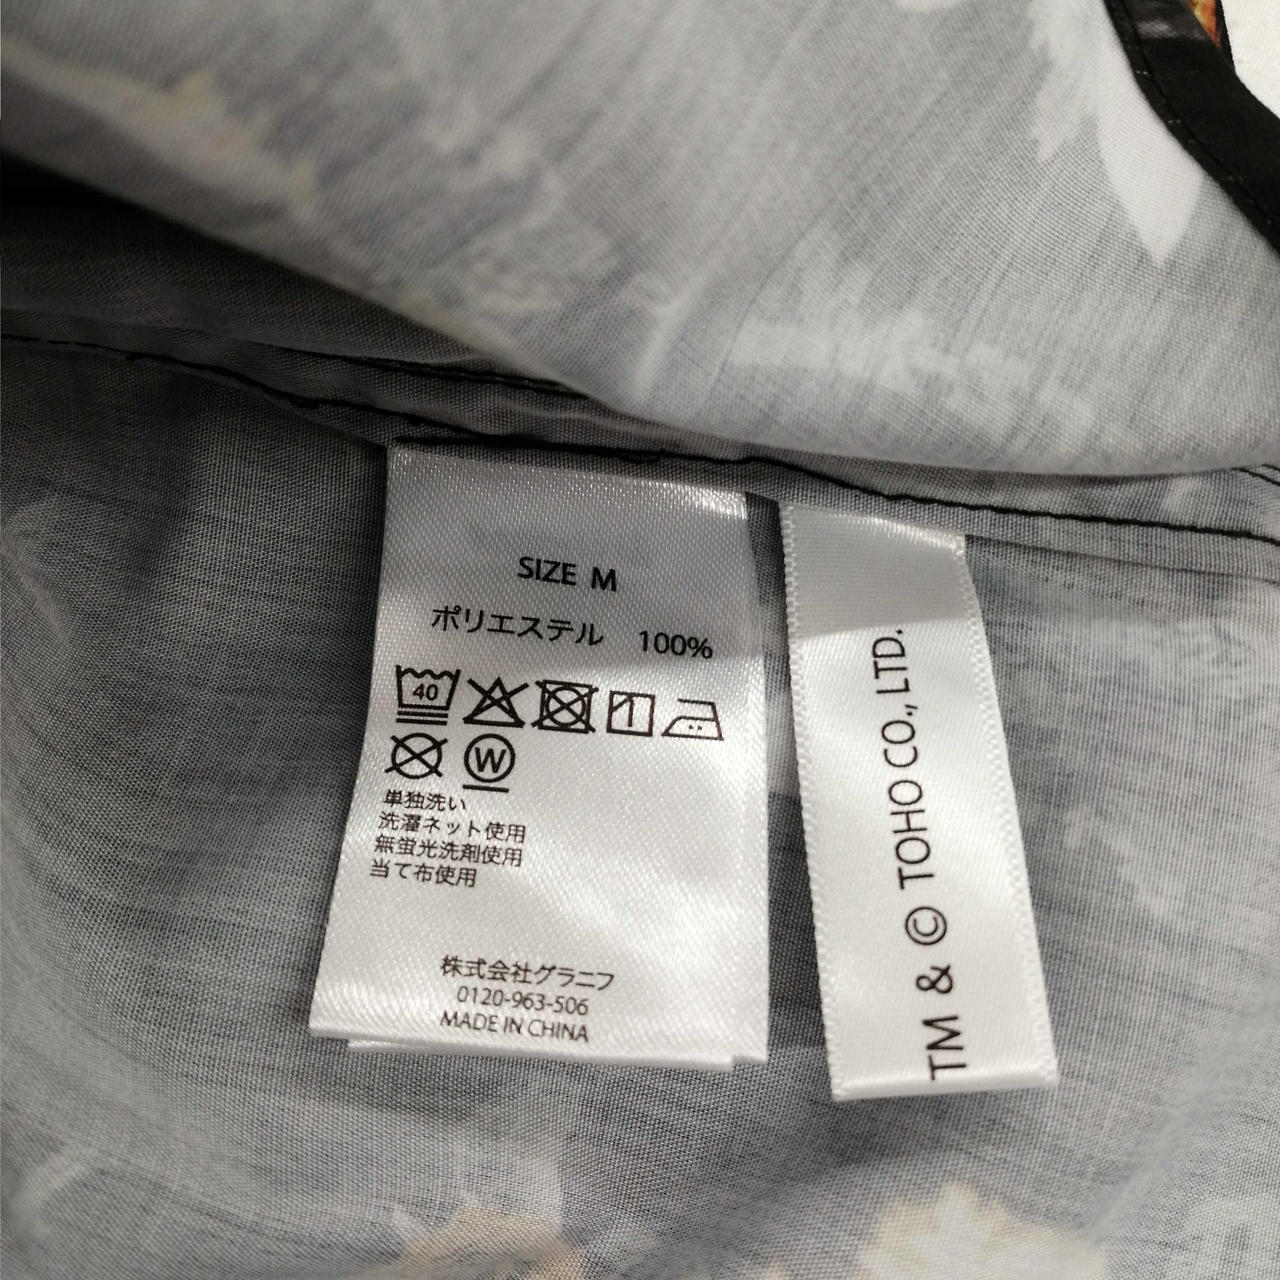 SIZE M
ポリエステル 100%
40
W
単独洗い
洗濯ネット使用
無蛍光洗剤使用
当て布使用
株式会社グラニフ
0120-963-506
MADE IN CHINA
TM & © TOHO CO., LTD.